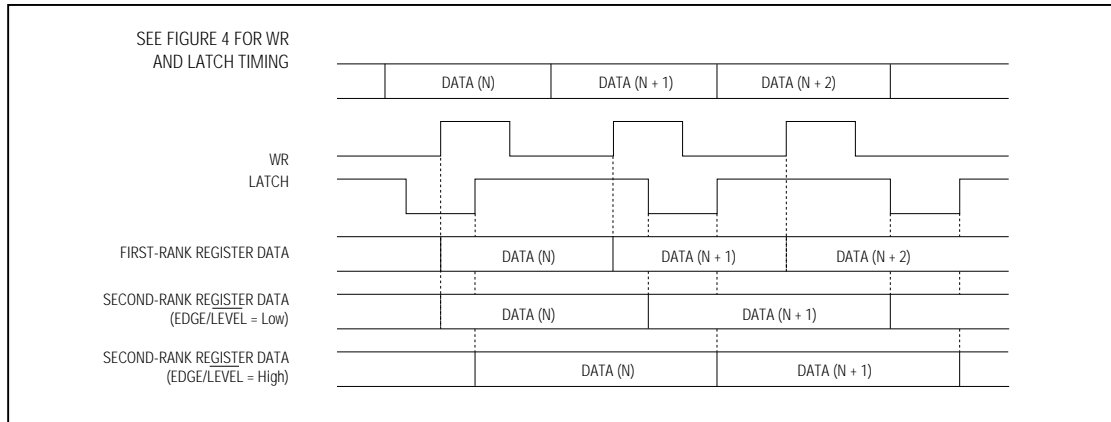 SEE FIGURE 4 FOR WR
AND LATCH TIMING
DATA (N)
DATA (N + 1)
DATA (N + 2)
WR
LATCH
FIRST-RANK REGISTER DATA
DATA (N)
DATA (N + 1)
DATA (N + 2)
SECOND-RANK REGISTER DATA
(EDGE/LEVEL = Low)
DATA (N)
DATA (N + 1)
SECOND-RANK REGISTER DATA
(EDGE/LEVEL = High)
DATA (N)
DATA (N + 1)